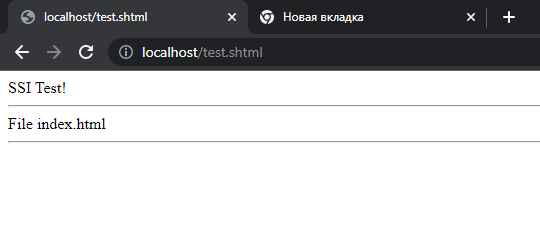 localhost/test.shtml
Новая вкладка
localhost/test.shtml
SSI Test!
File index.html